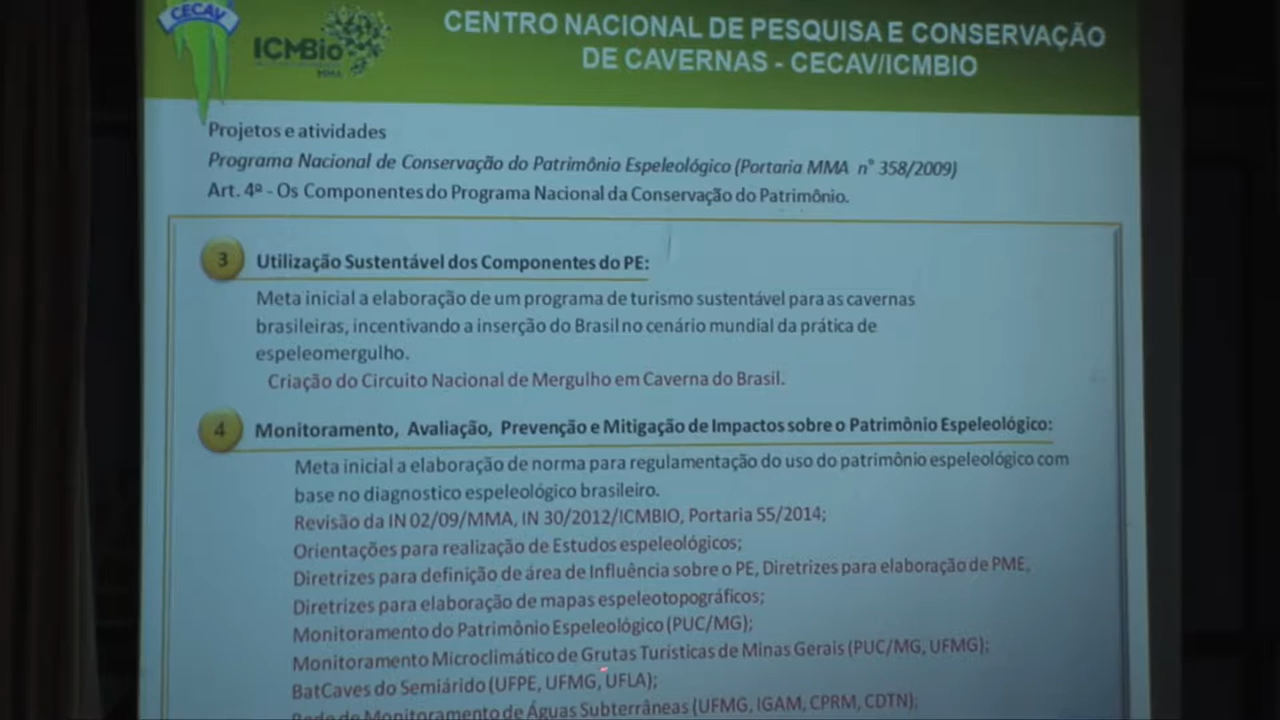 CECAV
ICMBio
MMA
CENTRO NACIONAL DE PESQUISA E CONSERVAÇÃO
DE CAVERNAS - CECAV/ICMBIO
Projetos e atividades
Programa Nacional de Conservação do Patrimônio Espeleológico (Portaria MMA n° 358/2009)
Art. 4º - Os Componentes do Programa Nacional da Conservação do Patrimônio.
3 Utilização Sustentável dos Componentes do PE:
Meta inicial a elaboração de um programa de turismo sustentável para as cavernas
brasileiras, incentivando a inserção do Brasil no cenário mundial da prática de
espeleomergulho.
Criação do Circuito Nacional de Mergulho em Caverna do Brasil.
4 Monitoramento, Avaliação, Prevenção e Mitigação de Impactos sobre o Patrimônio Espeleológico:
Meta inicial a elaboração de norma para regulamentação do uso do patrimônio espeleológico com
base no diagnostico espeleológico brasileiro.
Revisão da IN 02/09/MMA, IN 30/2012/ICMBIO, Portaria 55/2014;
Orientações para realização de Estudos espeleológicos;
Diretrizes para definição de área de Influência sobre o PE, Diretrizes para elaboração de PME,
Diretrizes para elaboração de mapas espeleotopográficos;
Monitoramento do Patrimônio Espeleológico (PUC/MG);
Monitoramento Microclimático de Grutas Turísticas de Minas Gerais (PUC/MG, UFMG);
BatCaves do Semiárido (UFPE, UFMG, UFLA);
Rede de Monitoramento de Águas Subterrâneas (UFMG, IGAM, CPRM, CDTN);